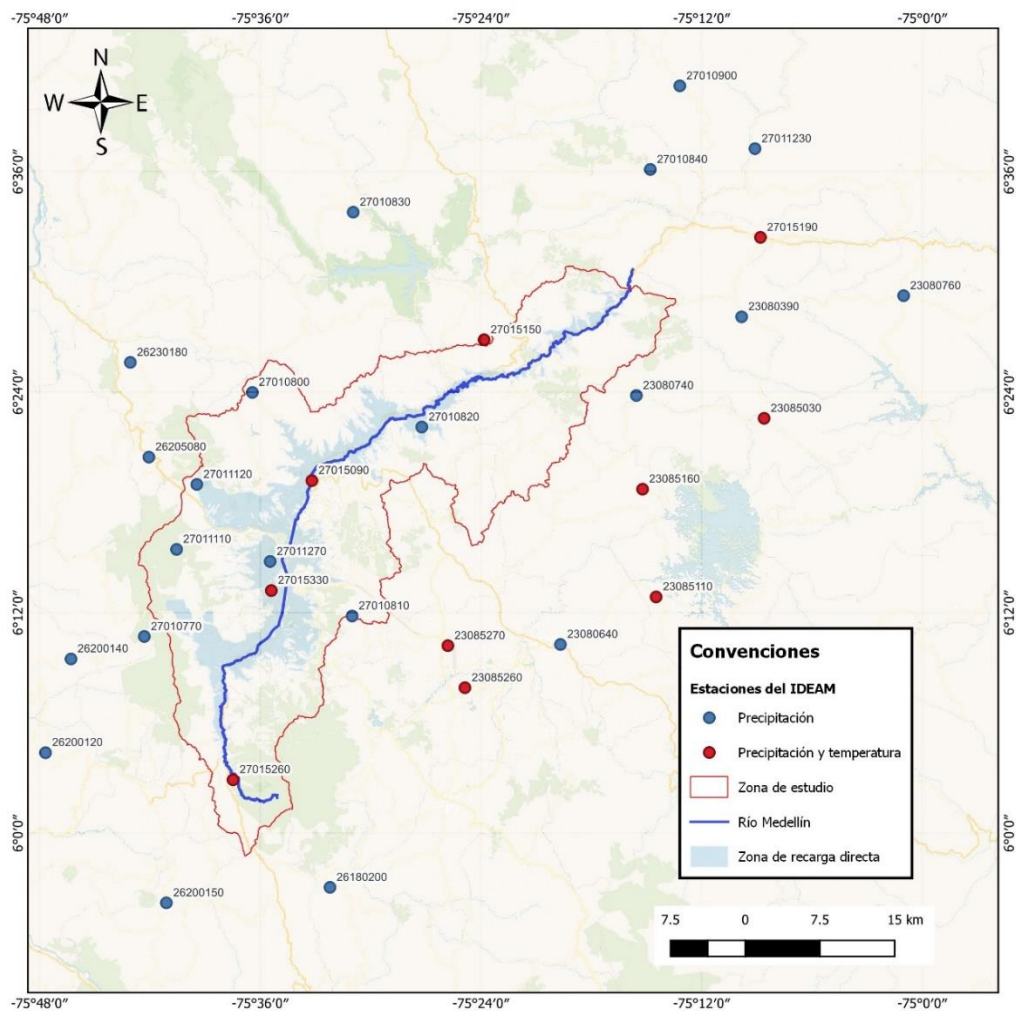 -75°48'0" -75°36'0" -75°24'0" -75°12'0" -75°0'0"
N
W E
S
27010900
27011230
27010840
6°36'0" 6°36'0"
27010830
27015190
23080760
23080390
27015150
26230180
27010800
23080740
6°24'0" 6°24'0"
27010820
23085030
26205080
27015090
27011120
23085160
27011110
27011270
27015330
23085110
27010810
6°12'0" 6°12'0"
27010770
23085270
23080640
26200140
23085260
26200120
27015260
Convenciones
Estaciones del IDEAM
Precipitación
Precipitación y temperatura
Zona de estudio
Río Medellín
Zona de recarga directa
6°0'0" 6°0'0"
26180200
26200150
7.5 0 7.5 15 km
-75°48'0" -75°36'0" -75°24'0" -75°12'0" -75°0'0"